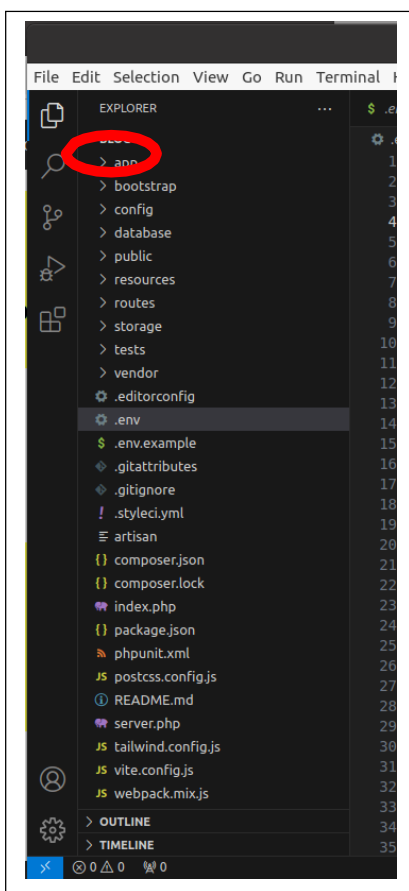 File Edit Selection View Go Run Terminal
EXPLORER ... $
> app
> bootstrap
> config
> database
> public
> resources
> routes
> storage
> tests
> vendor
.editorconfig
.env
$ .env.example
.gitattributes
.gitignore
! .styleci.yml
artisan
{} composer.json
{} composer.lock
index.php
{} package.json
phpunit.xml
JS postcss.config.js
README.md
server.php
JS tailwind.config.js
JS vite.config.js
JS webpack.mix.js
> OUTLINE
> TIMELINE
0 0 0
1
2
3
4
5
6
7
8
9
10
11
12
13
14
15
16
17
18
19
20
21
22
23
24
25
26
27
28
29
30
31
32
33
34
35